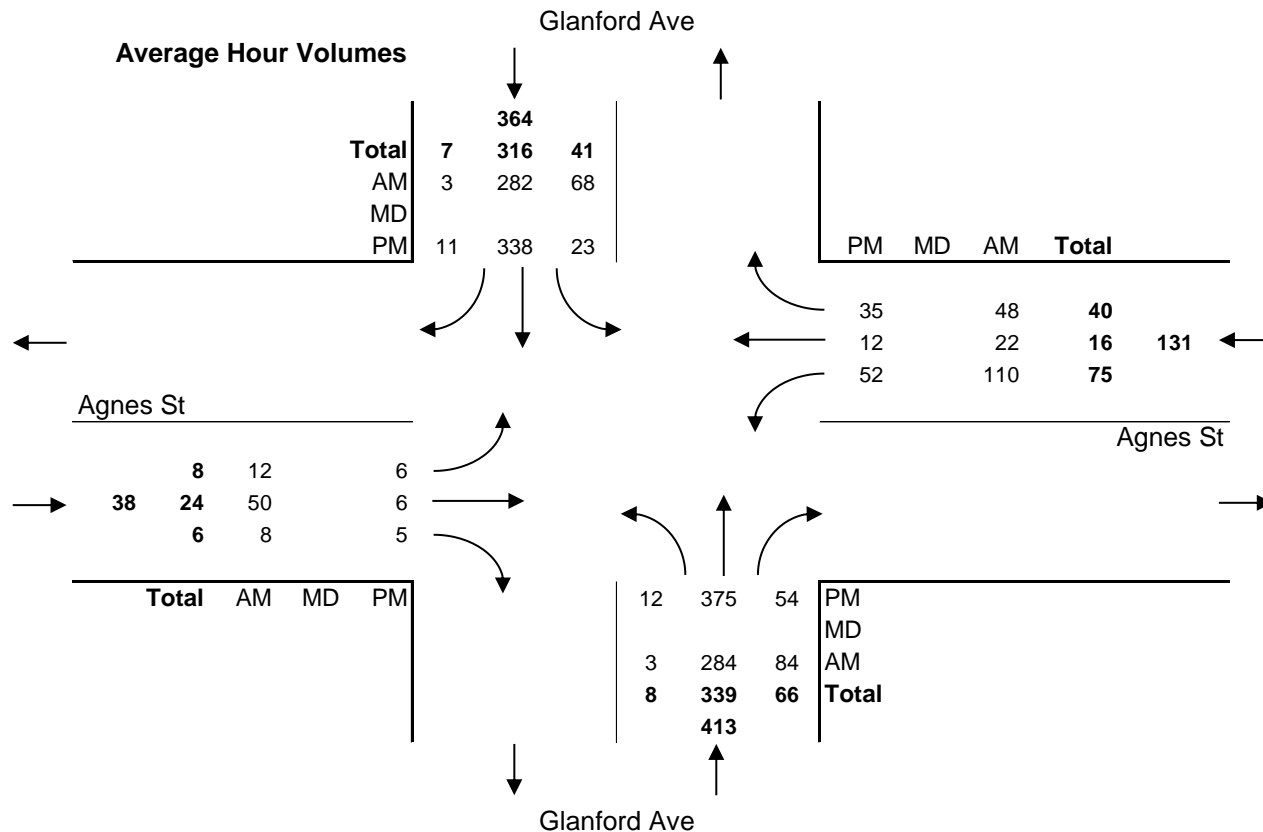 Glanford Ave
Average Hour Volumes
364
Total 7 316 41
AM 3 282 68
MD
PM 11 338 23
PM MD AM Total
35 48 40
12 22 16 131
52 110 75
Agnes St
Agnes St
8 12 6
38 24 50 6
6 8 5
Total AM MD PM
12 375 54 PM
MD
3 284 84 AM
8 339 66 Total
413
Glanford Ave